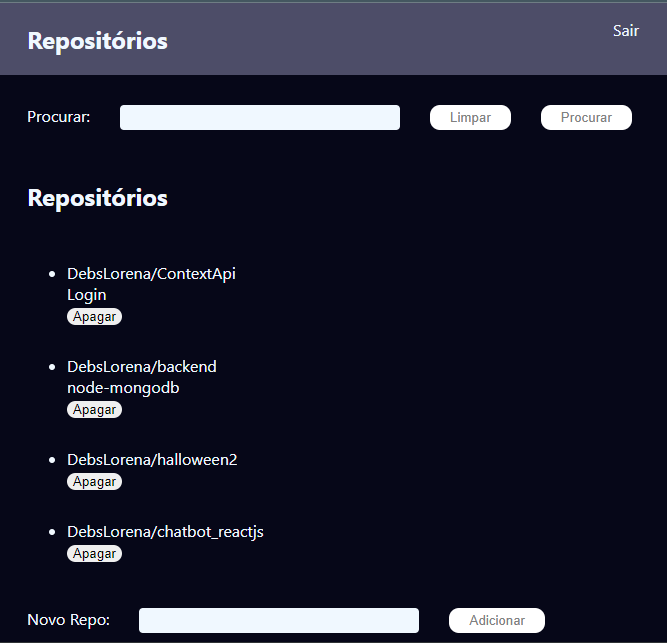 Repositórios
Sair
Procurar:
Limpar
Procurar
Repositórios
DebsLorena/ContextApi
Login
Apagar
DebsLorena/backend
node-mongodb
Apagar
DebsLorena/halloween2
Apagar
DebsLorena/chatbot_reactjs
Apagar
Novo Repo:
Adicionar